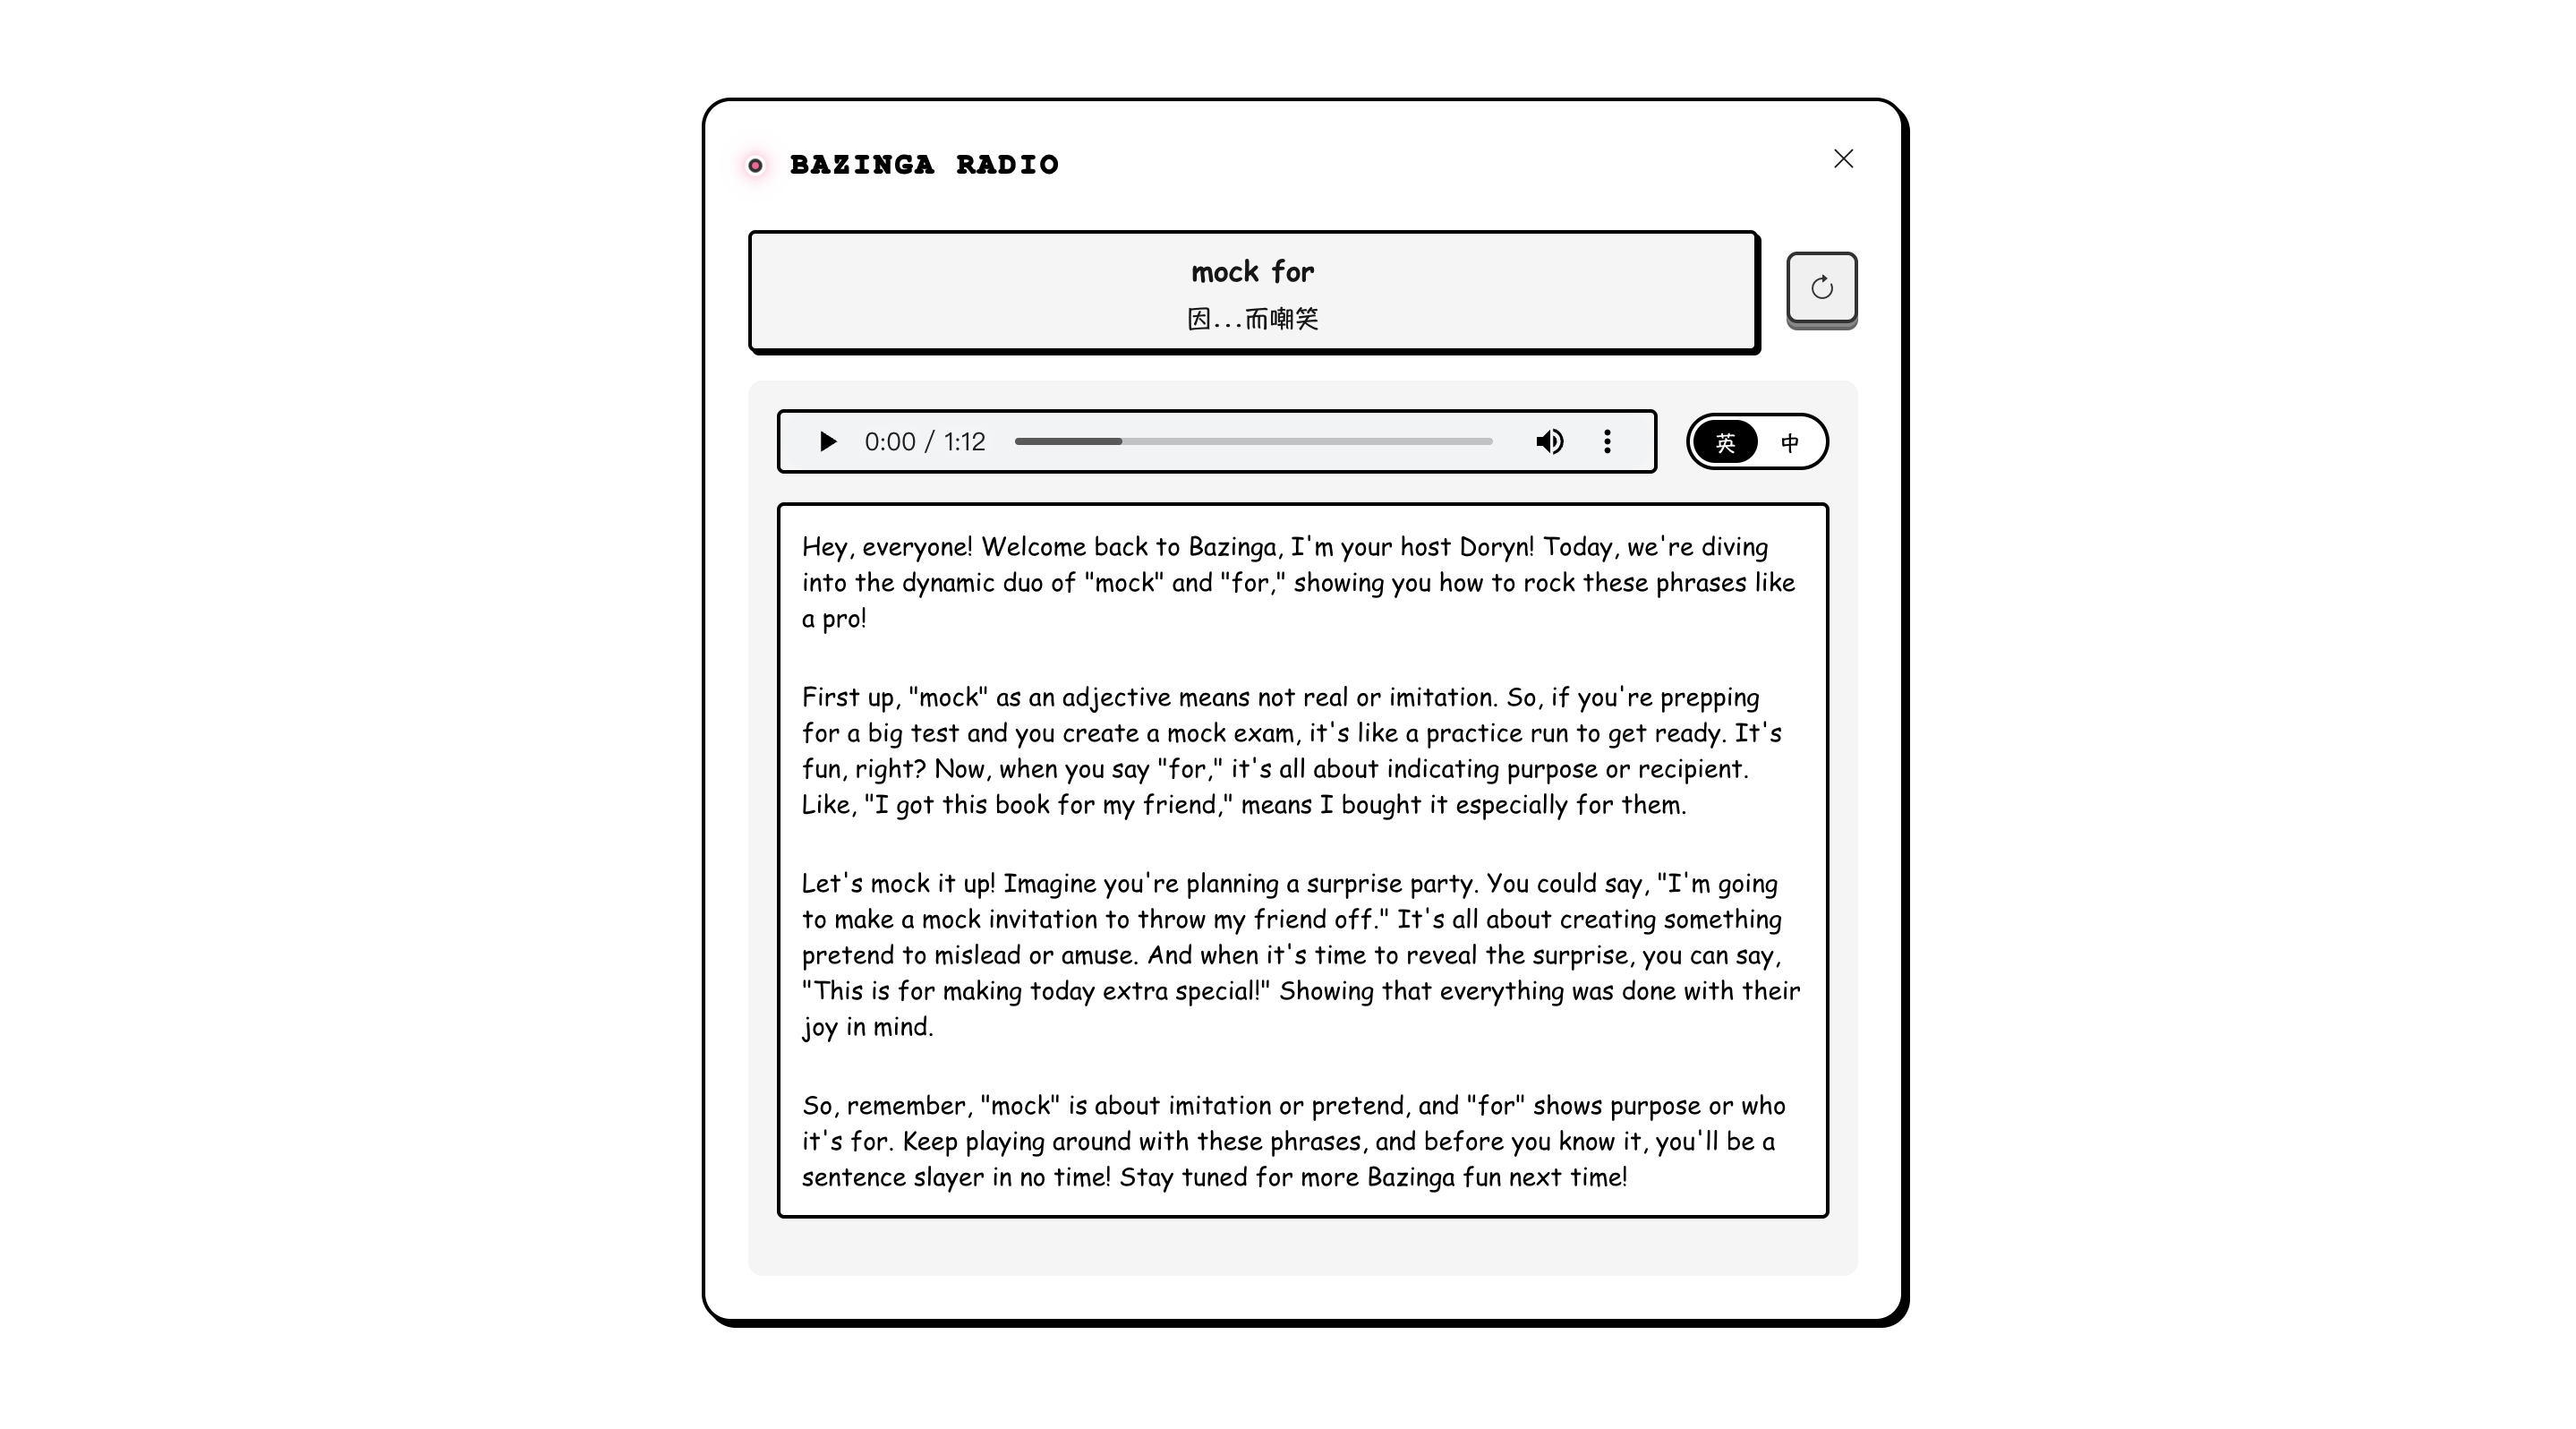 BAZINGA RADIO
mock for
因...而嘲笑
0:00 / 1:12
英 中
Hey, everyone! Welcome back to Bazinga, I'm your host Doryn! Today, we're diving
into the dynamic duo of "mock" and "for," showing you how to rock these phrases like
a pro!
First up, "mock" as an adjective means not real or imitation. So, if you're prepping
for a big test and you create a mock exam, it's like a practice run to get ready. It's
fun, right? Now, when you say "for," it's all about indicating purpose or recipient.
Like, "I got this book for my friend," means I bought it especially for them.
Let's mock it up! Imagine you're planning a surprise party. You could say, "I'm going
to make a mock invitation to throw my friend off." It's all about creating something
pretend to mislead or amuse. And when it's time to reveal the surprise, you can say,
"This is for making today extra special!" Showing that everything was done with their
joy in mind.
So, remember, "mock" is about imitation or pretend, and "for" shows purpose or who
it's for. Keep playing around with these phrases, and before you know it, you'll be a
sentence slayer in no time! Stay tuned for more Bazinga fun next time!